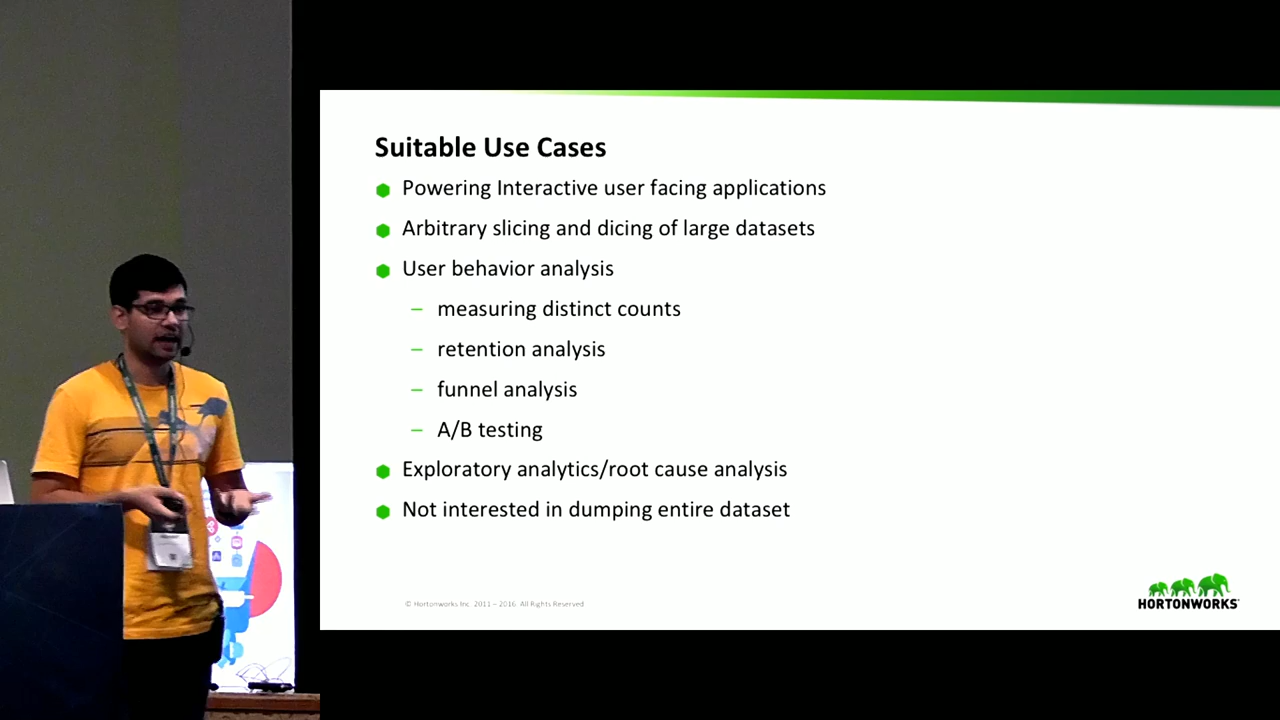 Suitable Use Cases
Powering Interactive user facing applications
Arbitrary slicing and dicing of large datasets
User behavior analysis
– measuring distinct counts
– retention analysis
– funnel analysis
– A/B testing
Exploratory analytics/root cause analysis
Not interested in dumping entire dataset
© Hortonworks Inc. 2011 – 2016. All Rights Reserved
HORTONWORKS